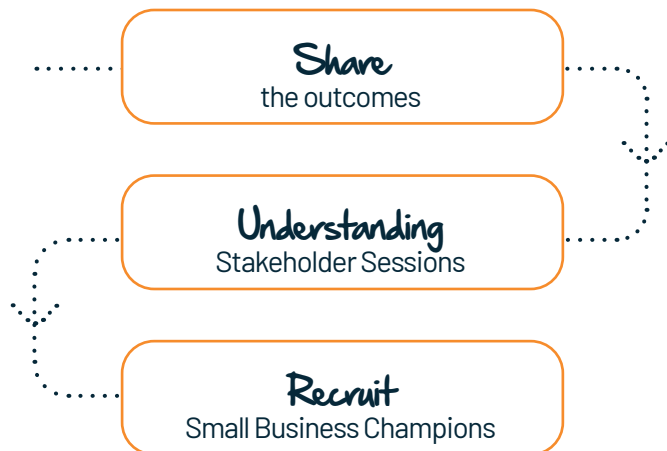 Share
the outcomes
Understanding
Stakeholder Sessions
Recruit
Small Business Champions